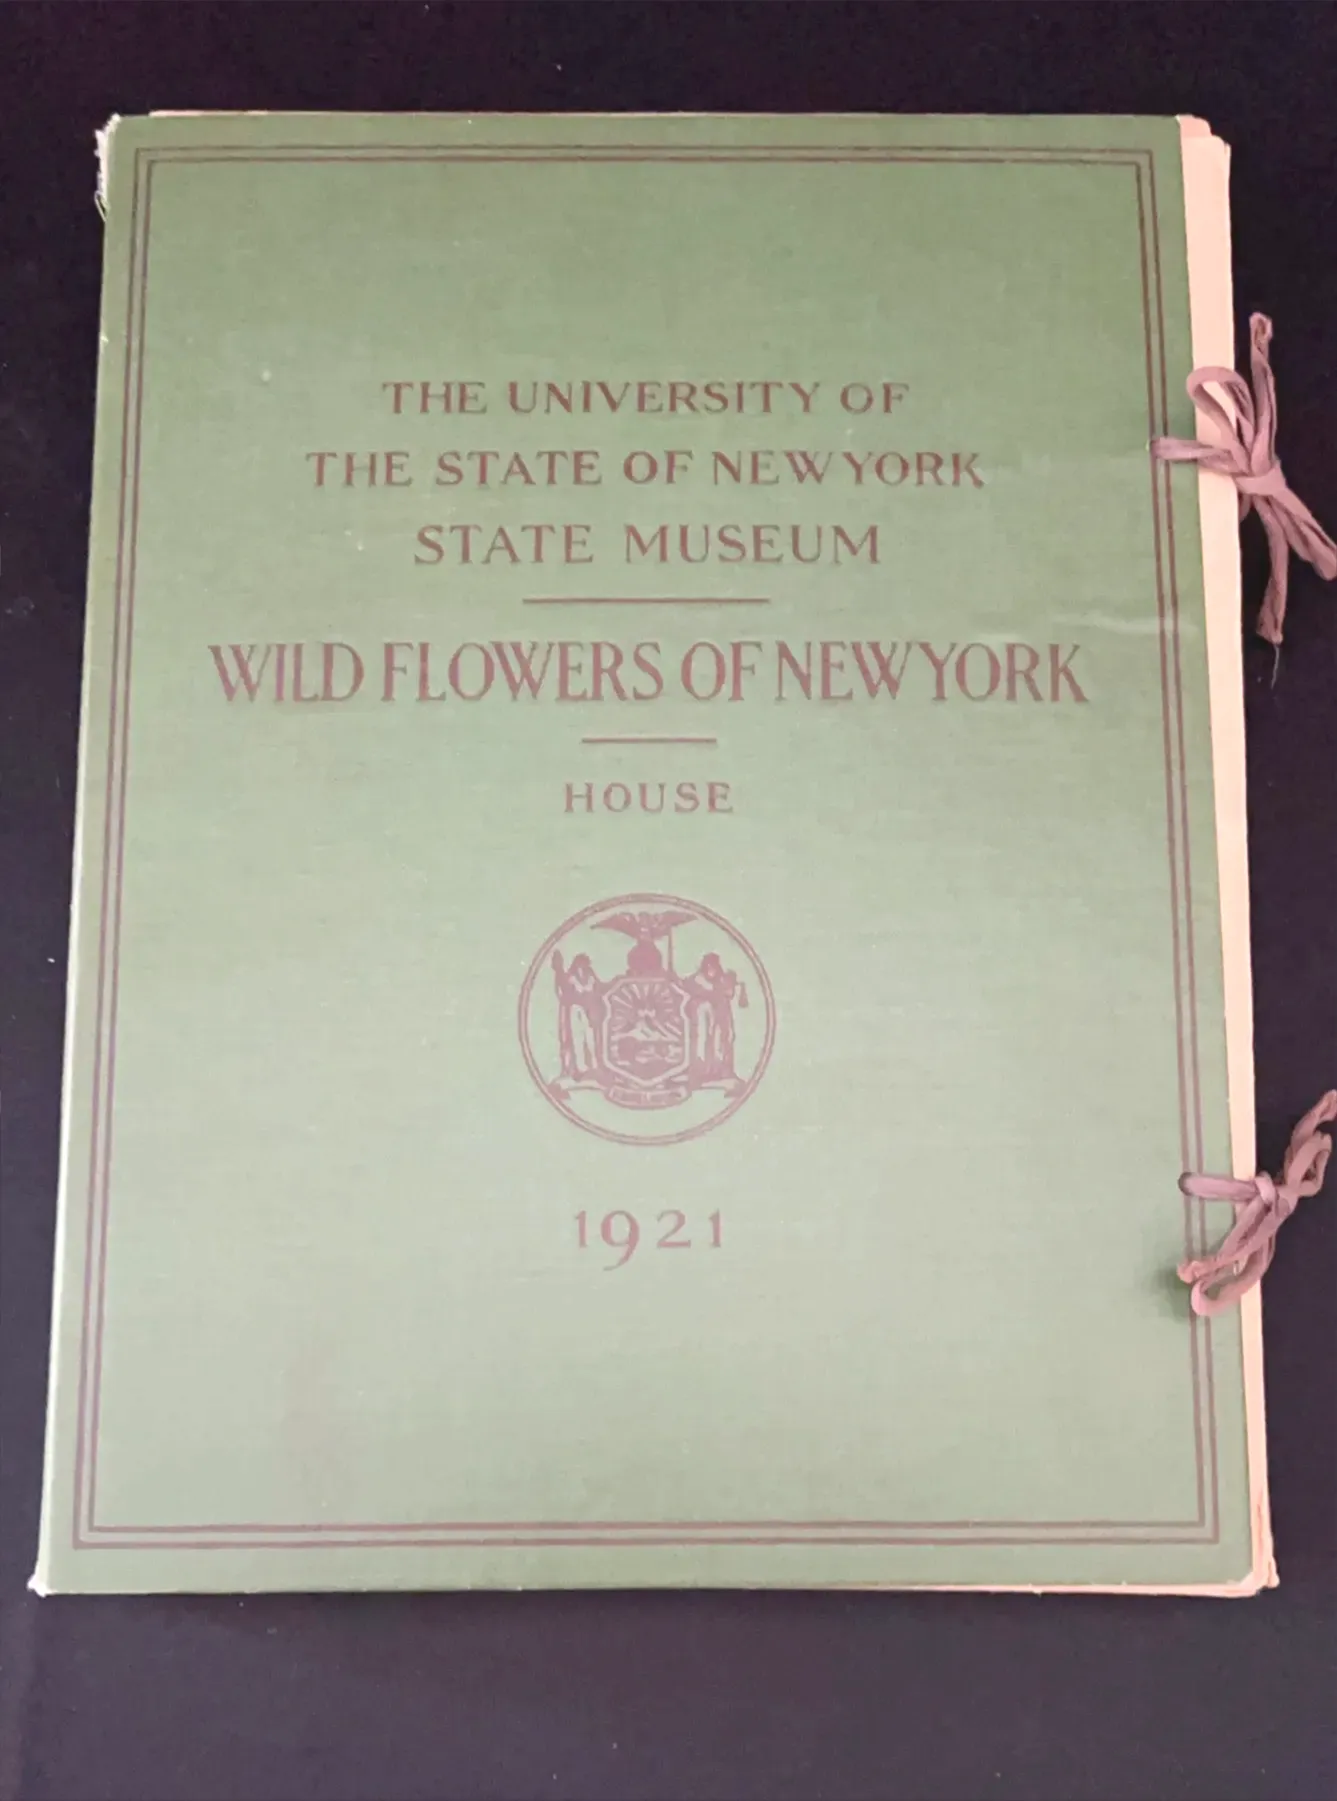 THE UNIVERSITY OF
THE STATE OF NEW YORK
STATE MUSEUM
WILD FLOWERS OF NEW YORK
HOUSE
1921